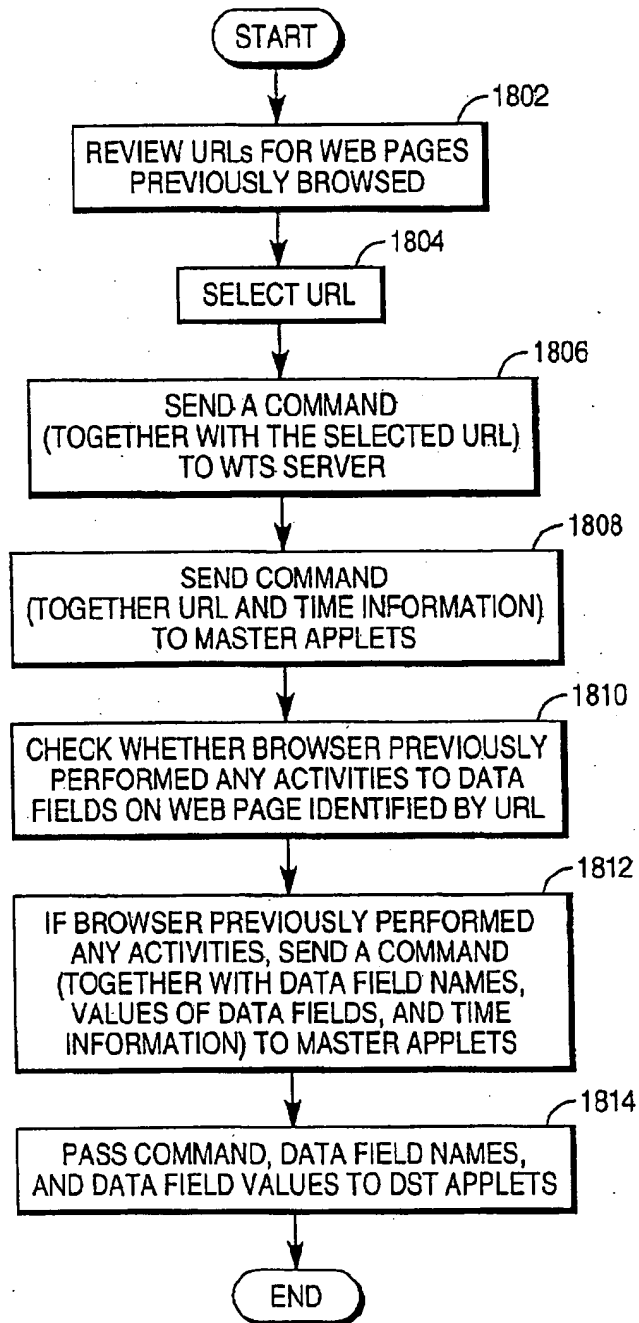 START
1802
REVIEW URLs FOR WEB PAGES
PREVIOUSLY BROWSED
1804
SELECT URL
1806
SEND A COMMAND
(TOGETHER WITH THE SELECTED URL)
TO WTS SERVER
1808
SEND COMMAND
(TOGETHER URL AND TIME INFORMATION)
TO MASTER APPLETS
1810
CHECK WHETHER BROWSER PREVIOUSLY
PERFORMED ANY ACTIVITIES TO DATA
FIELDS ON WEB PAGE IDENTIFIED BY URL
1812
IF BROWSER PREVIOUSLY PERFORMED
ANY ACTIVITIES, SEND A COMMAND
(TOGETHER WITH DATA FIELD NAMES,
VALUES OF DATA FIELDS, AND TIME
INFORMATION) TO MASTER APPLETS
1814
PASS COMMAND, DATA FIELD NAMES,
AND DATA FIELD VALUES TO DST APPLETS
END